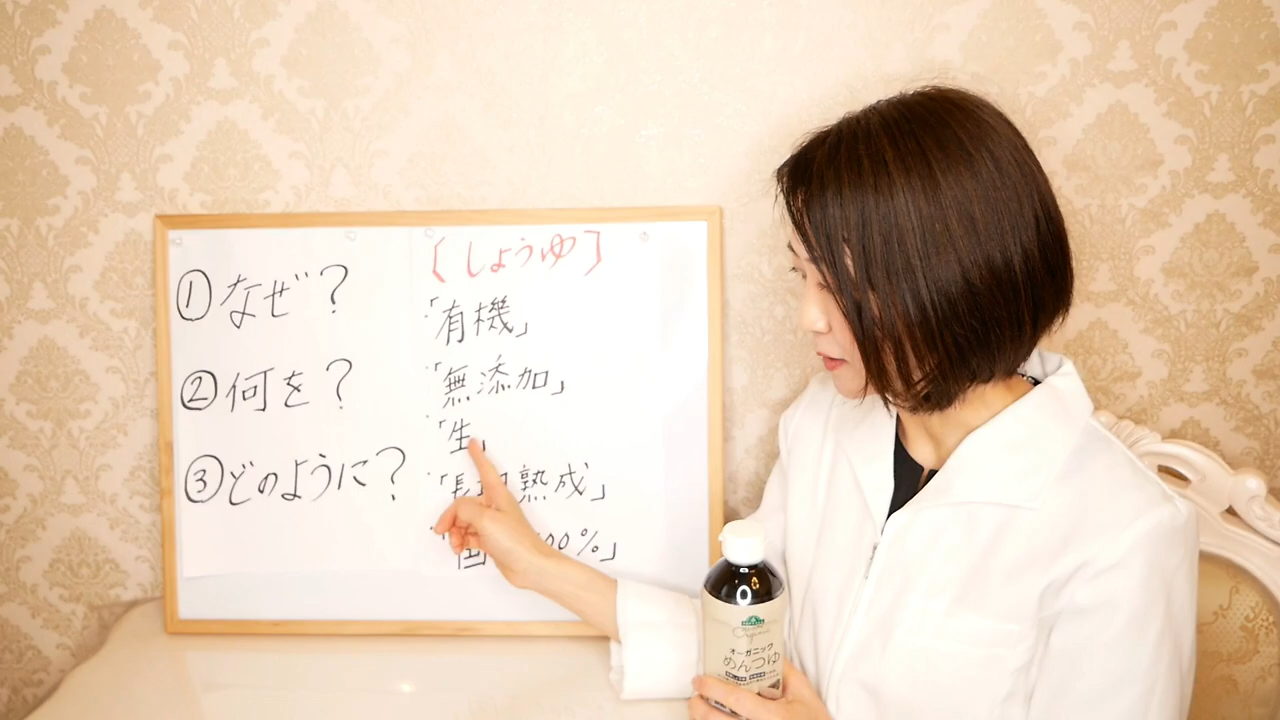 ①なぜ?
②何を?
③どのように?
〔しょうゆ〕
「有機」
「無添加」
「生」
熟成」
00%」
Organic
オーガニック
めんつゆ